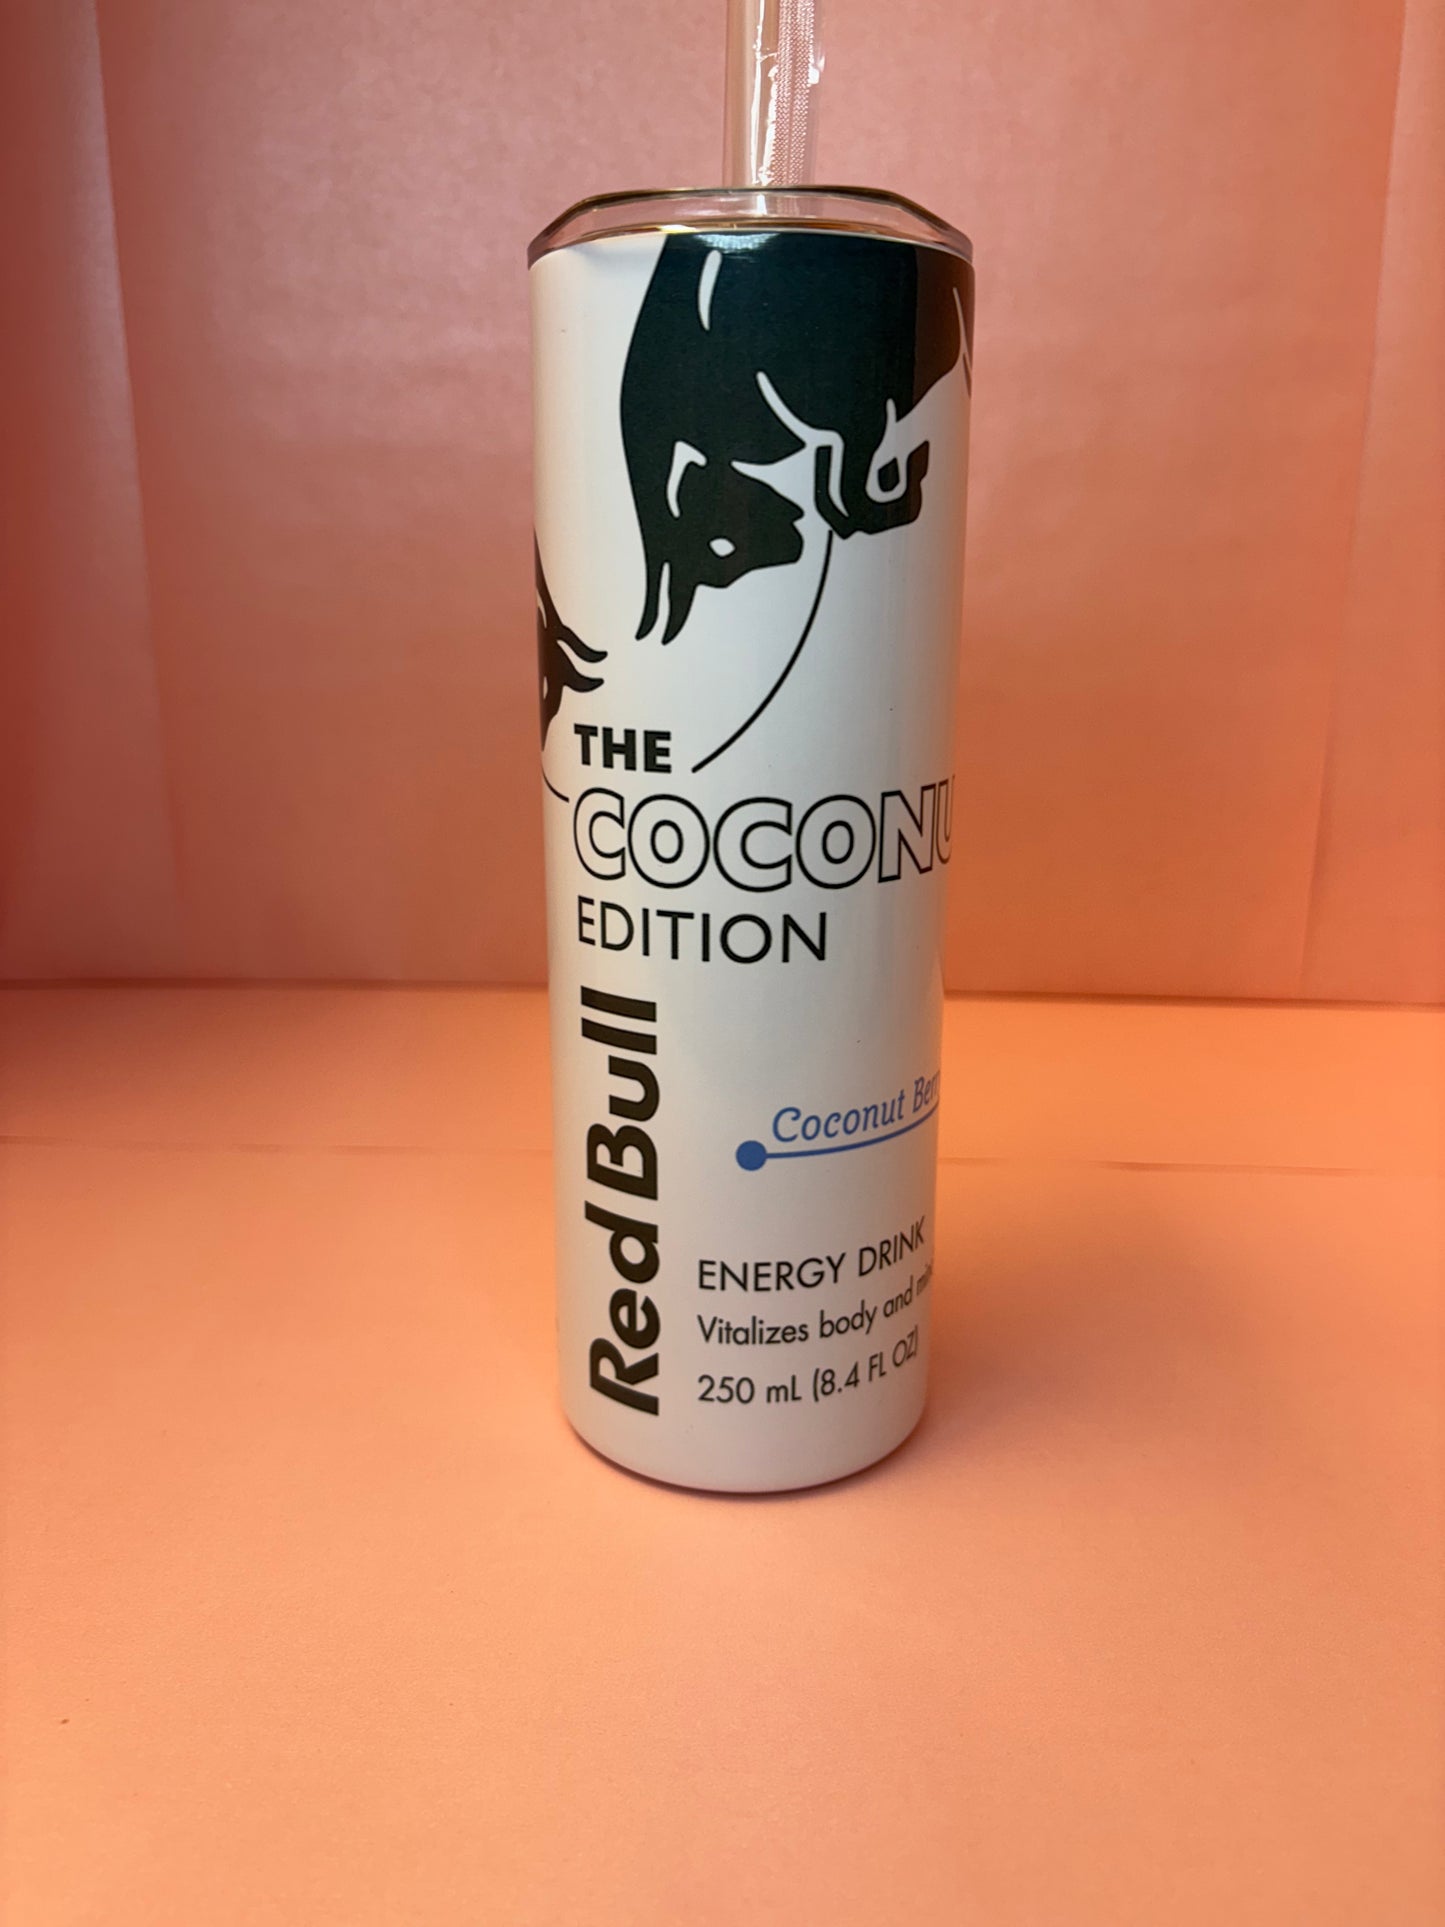 THE
COCONU
EDITION
Red Bull
Coconut Berr
ENERGY DRINK
Vitalizes body and
250 mL (8.4 FL OZ)